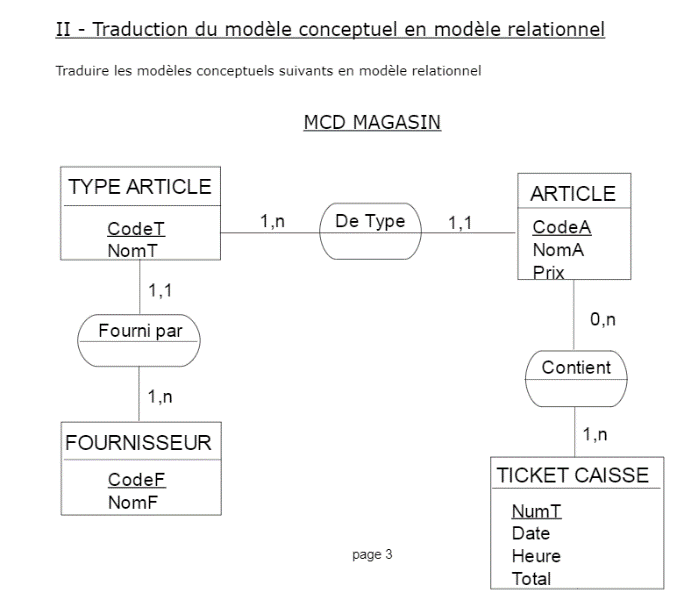 II - Traduction du modèle conceptuel en modèle relationnel
Traduire les modèles conceptuels suivants en modèle relationnel
MCD MAGASIN
TYPE ARTICLE
CodeT
NomT
1,n
De Type
1,1
ARTICLE
CodeA
NomA
Prix
1,1
Fourni par
1,n
0,n
Contient
1,n
FOURNISSEUR
CodeF
NomF
TICKET CAISSE
NumT
Date
Heure
Total
page 3